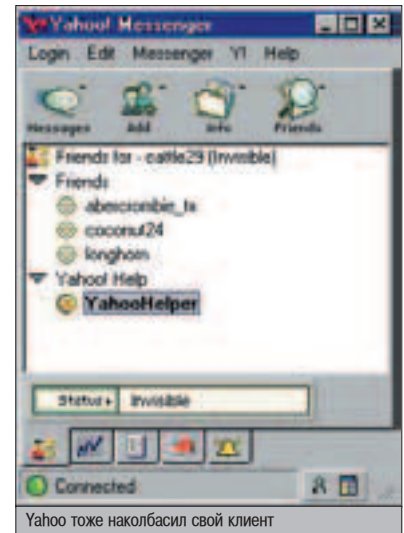 Yahoo! Messenger
Login Edit Messenger Y! Help
Messages Add Info Friends
Friends for - cattle29 (Invisible)
Friends
abercrombie_tx
coconut24
longhorn
Yahoo! Help
YahooHelper
Status Invisible
Connected
Yahoo тоже наколбасил свой клиент